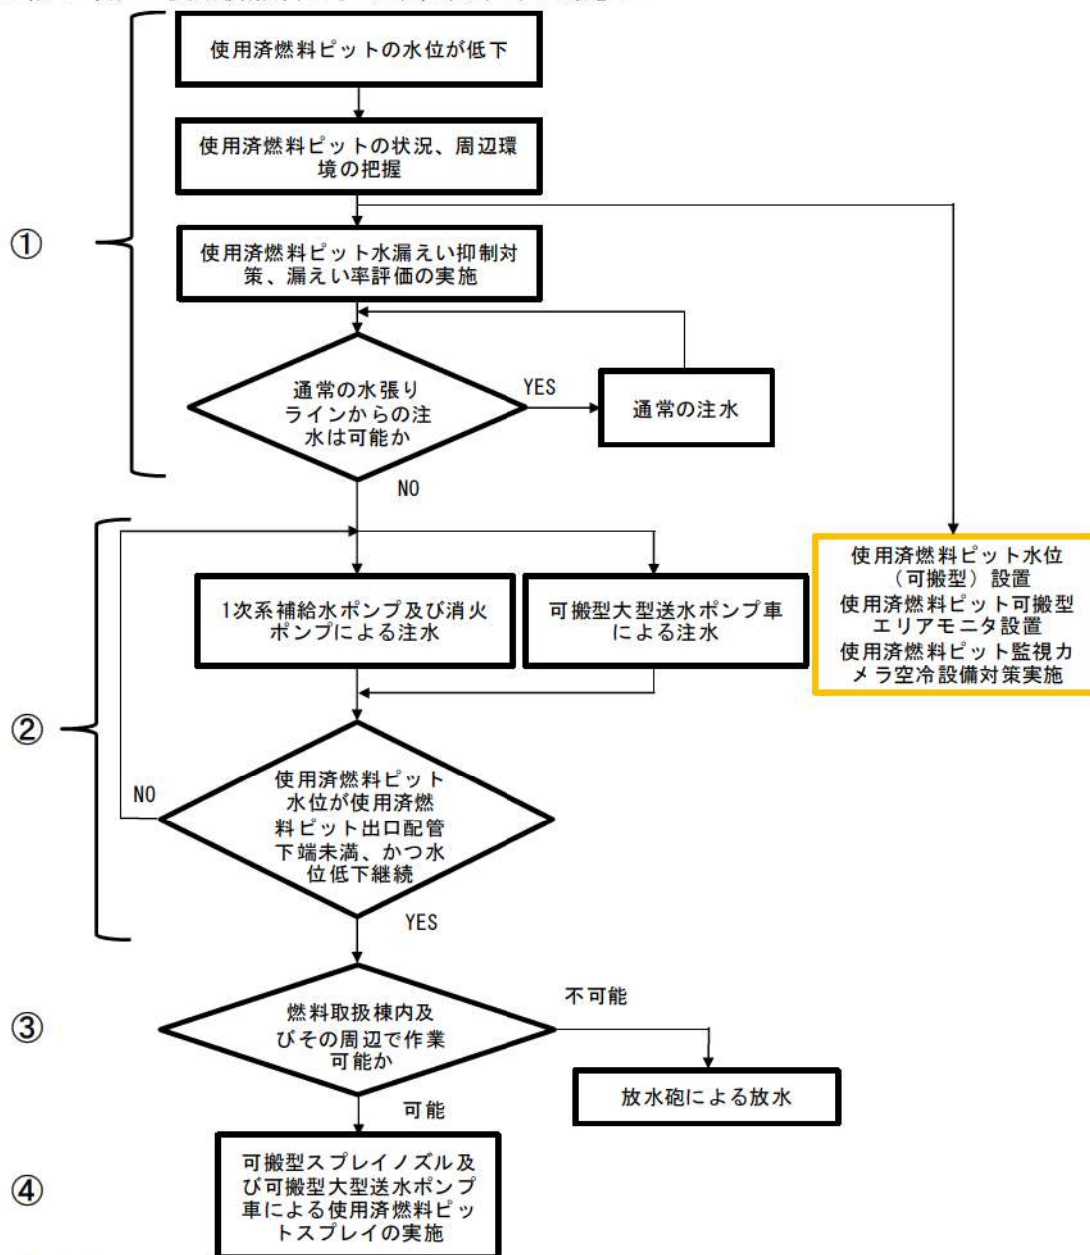 使用済燃料ピットの水位が低下
使用済燃料ピットの状況、周辺環
境の把握
①
使用済燃料ピット水漏えい抑制対
策、漏えい率評価の実施
通常の水張り
ラインからの注
水は可能か
YES
通常の注水
NO
使用済燃料ピット水位
（可搬型）設置
使用済燃料ピット可搬型
エリアモニタ設置
使用済燃料ピット監視カ
メラ空冷設備対策実施
1次系補給水ポンプ及び消火
ポンプによる注水
可搬型大型送水ポンプ車
による注水
②
NO
使用済燃料ピット
水位が使用済燃
料ピット出口配管
下端未満、かつ水
位低下継続
YES
③
燃料取扱棟内及
びその周辺で作業
可能か
不可能
放水砲による放水
可能
④
可搬型スプレイノズル及
び可搬型大型送水ポンプ
車による使用済燃料ピッ
トスプレイの実施